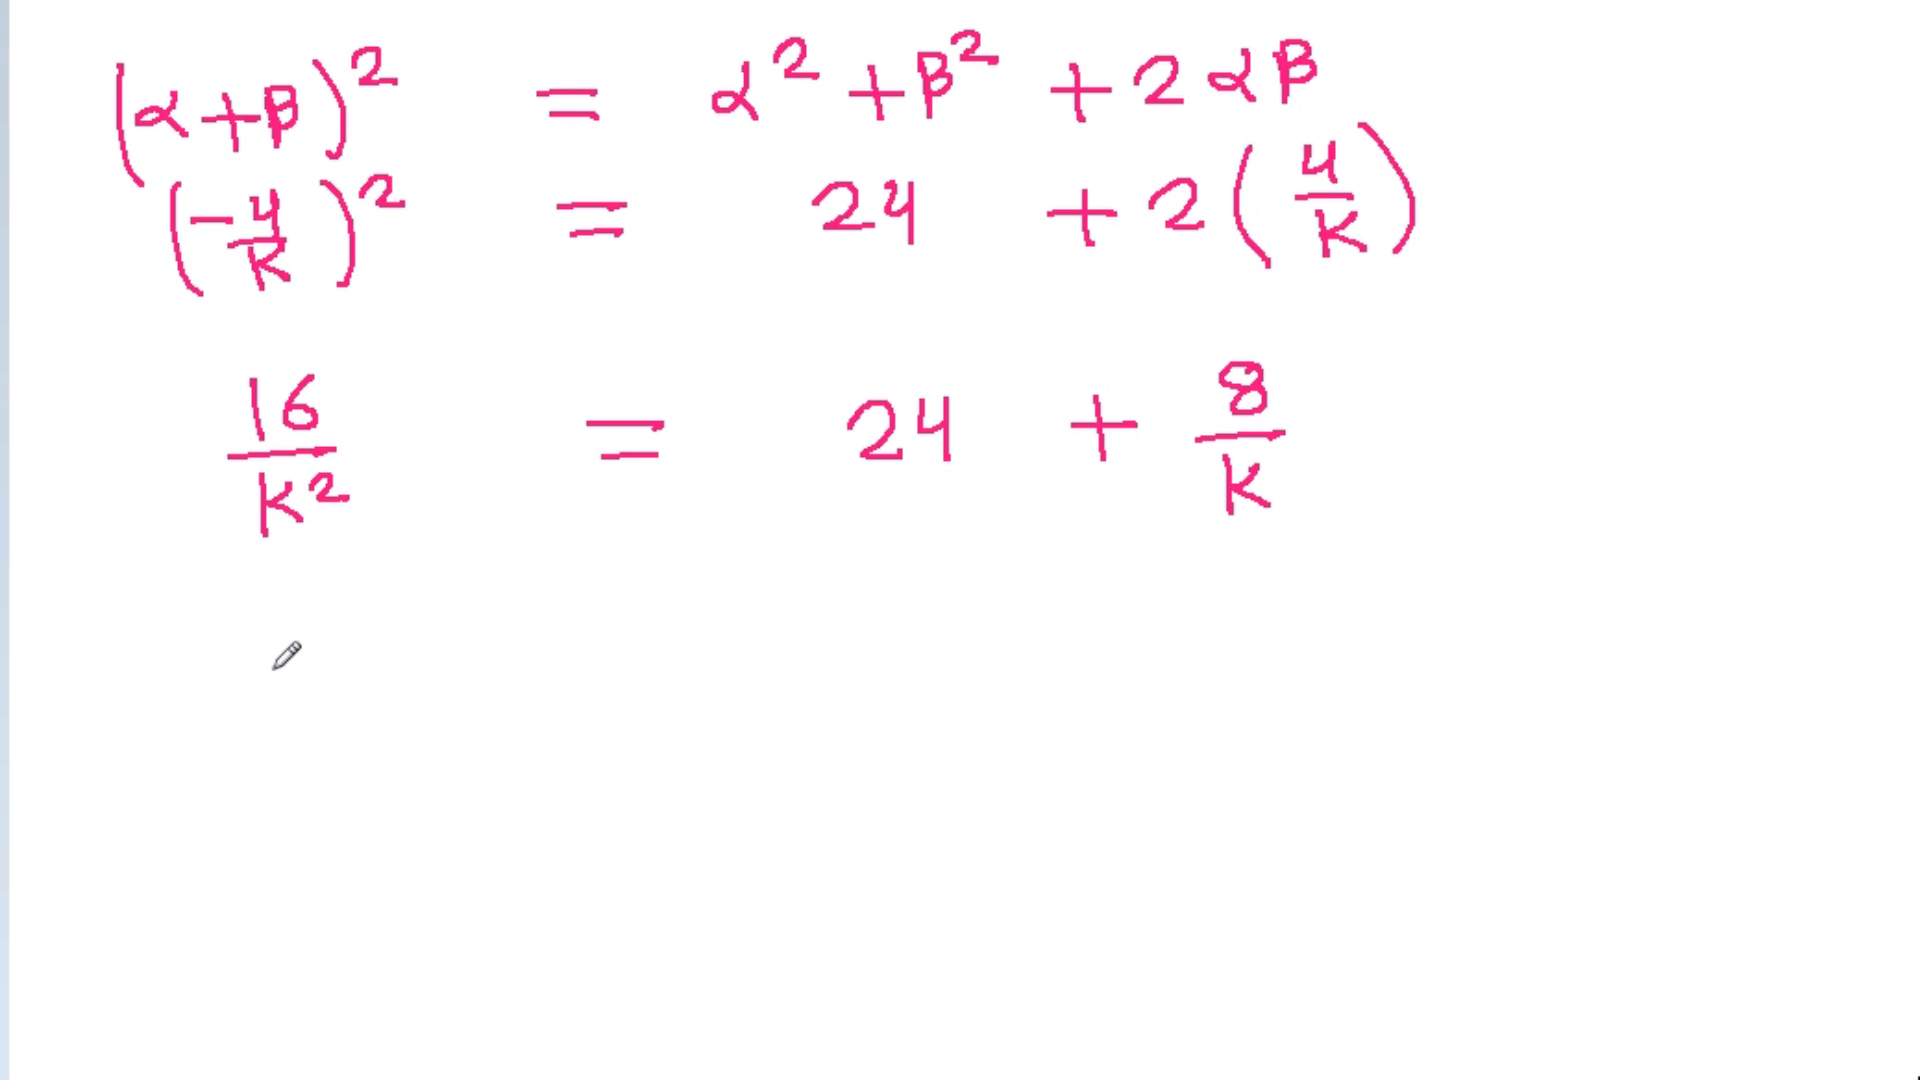 (α+β)² = α² + β² + 2αβ
(-4/K)² = 24 + 2(4/K)
16/K² = 24 + 8/K